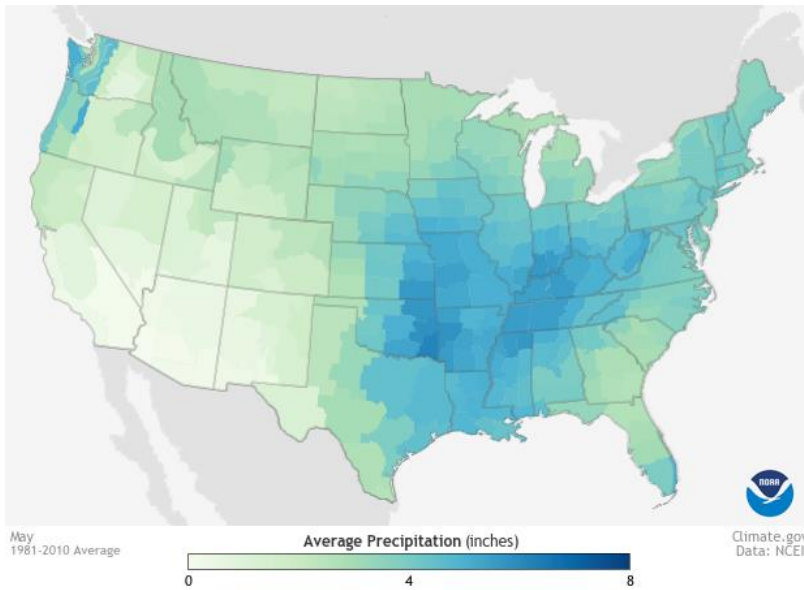 NOAA
May
1981-2010 Average
Average Precipitation (inches)
0 4 8
Climate.gov
Data: NCEI